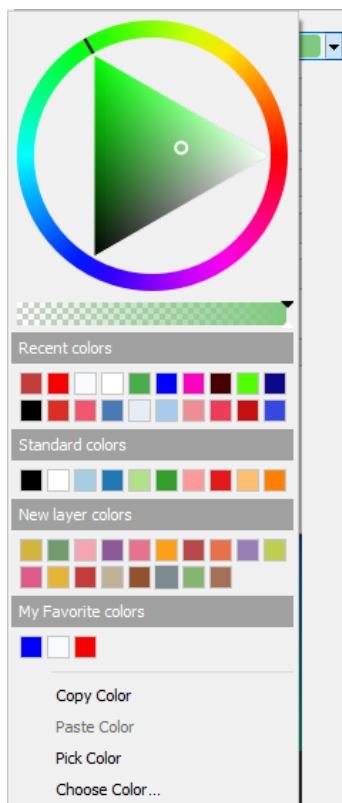 Recent colors
Standard colors
New layer colors
My Favorite colors
Copy Color
Paste Color
Pick Color
Choose Color...